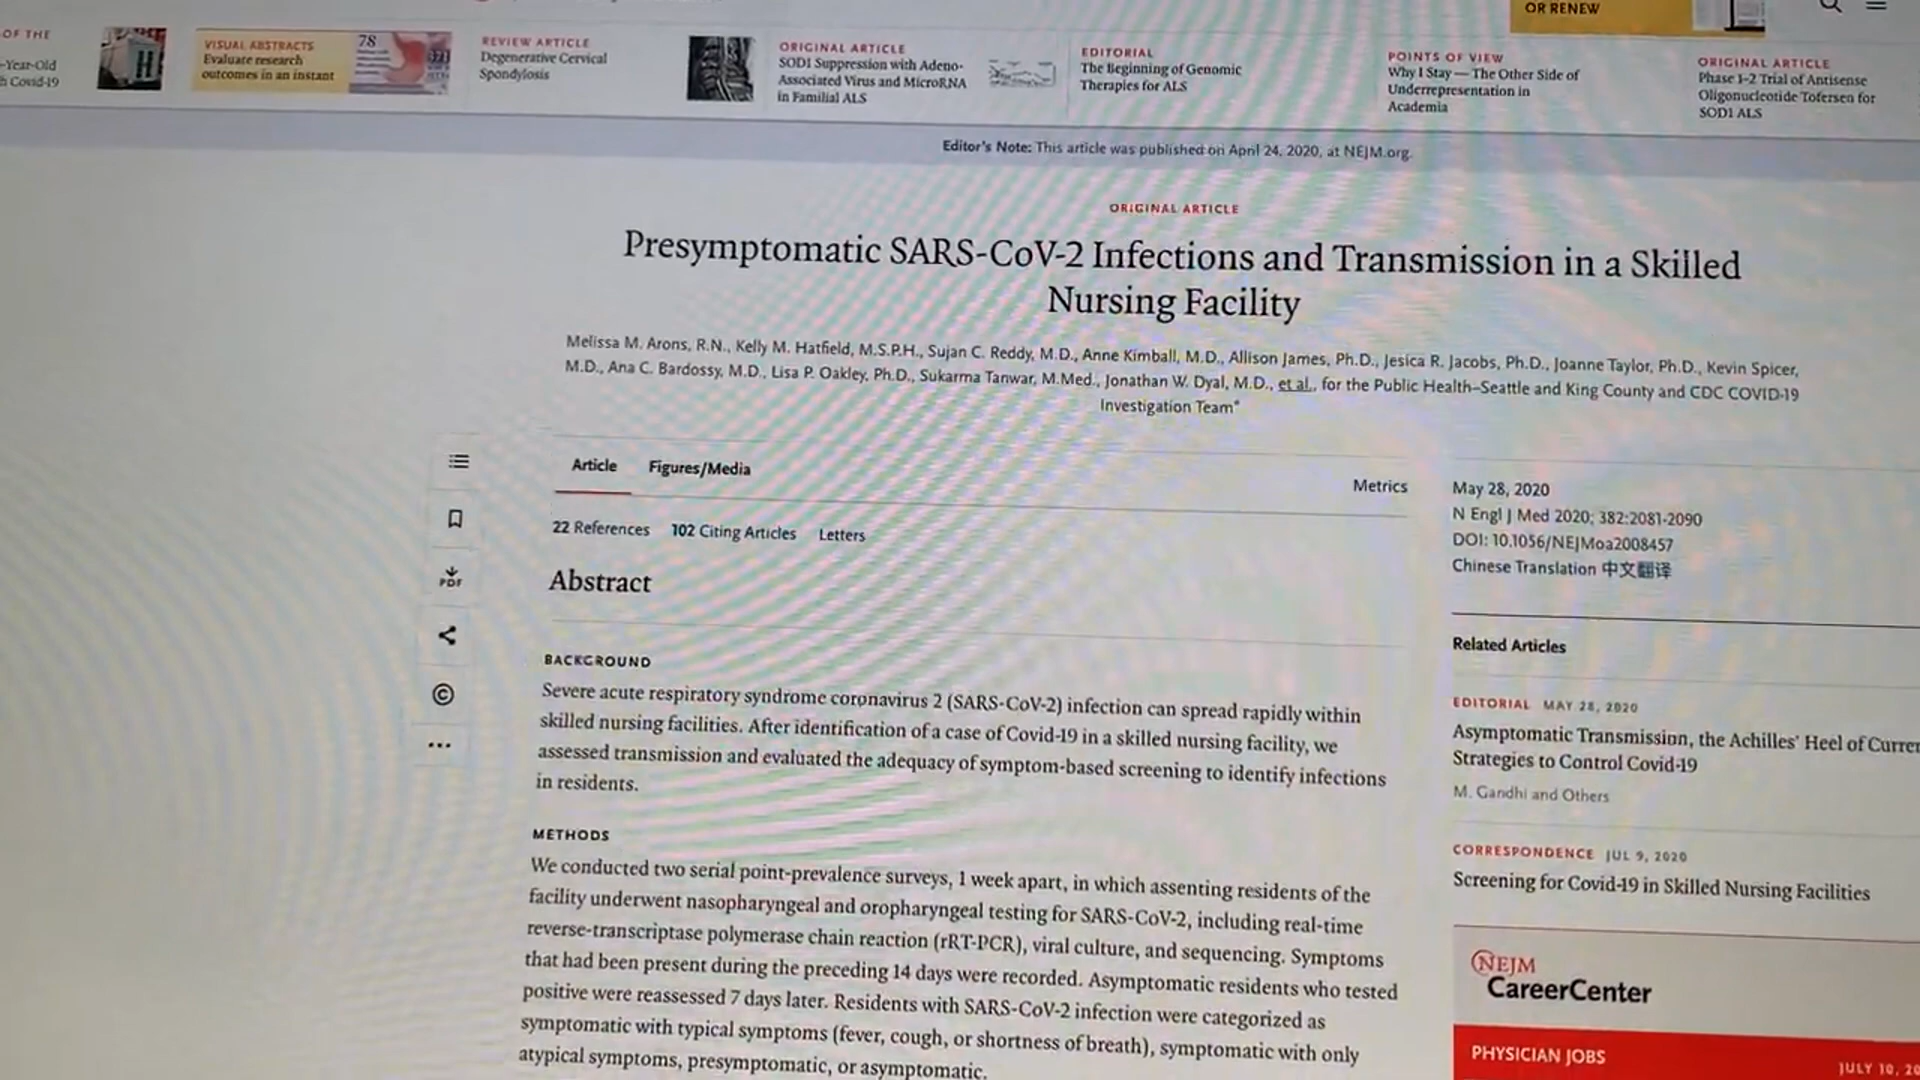 OR RENEW
OF THE
-Year-Old
h Covid-19
VISUAL ABSTRACTS
Evaluate research
outcomes in an instant
78
REVIEW ARTICLE
Degenerative Cervical
Spondylosis
ORIGINAL ARTICLE
SOD1 Suppression with Adeno-
Associated Virus and MicroRNA
in Familial ALS
EDITORIAL
The Beginning of Genomic
Therapies for ALS
POINTS OF VIEW
Why I Stay — The Other Side of
Underrepresentation in
Academia
ORIGINAL ARTICLE
Phase 1–2 Trial of Antisense
Oligonucleotide Tofersen for
SOD1 ALS
Editor's Note: This article was published on April 24, 2020, at NEJM.org.
ORIGINAL ARTICLE
Presymptomatic SARS-CoV-2 Infections and Transmission in a Skilled
Nursing Facility
Melissa M. Arons, R.N., Kelly M. Hatfield, M.S.P.H., Sujan C. Reddy, M.D., Anne Kimball, M.D., Allison James, Ph.D., Jesica R. Jacobs, Ph.D., Joanne Taylor, Ph.D., Kevin Spicer,
M.D., Ana C. Bardossy, M.D., Lisa P. Oakley, Ph.D., Sukarma Tanwar, M.Med., Jonathan W. Dyal, M.D., et al., for the Public Health–Seattle and King County and CDC COVID-19
Investigation Team*
Article Figures/Media
Metrics
22 References 102 Citing Articles Letters
Abstract
BACKGROUND
Severe acute respiratory syndrome coronavirus 2 (SARS-CoV-2) infection can spread rapidly within
skilled nursing facilities. After identification of a case of Covid-19 in a skilled nursing facility, we
assessed transmission and evaluated the adequacy of symptom-based screening to identify infections
in residents.
METHODS
We conducted two serial point-prevalence surveys, 1 week apart, in which assenting residents of the
facility underwent nasopharyngeal and oropharyngeal testing for SARS-CoV-2, including real-time
reverse-transcriptase polymerase chain reaction (rRT-PCR), viral culture, and sequencing. Symptoms
that had been present during the preceding 14 days were recorded. Asymptomatic residents who tested
positive were reassessed 7 days later. Residents with SARS-CoV-2 infection were categorized as
symptomatic with typical symptoms (fever, cough, or shortness of breath), symptomatic with only
atypical symptoms, presymptomatic, or asymptomatic.
PDF
May 28, 2020
N Engl J Med 2020; 382:2081-2090
DOI: 10.1056/NEJMoa2008457
Chinese Translation 中文翻译
Related Articles
EDITORIAL MAY 28, 2020
Asymptomatic Transmission, the Achilles' Heel of Curren
Strategies to Control Covid-19
M. Gandhi and Others
CORRESPONDENCE JUL 9, 2020
Screening for Covid-19 in Skilled Nursing Facilities
NEJM
CareerCenter
PHYSICIAN JOBS
JULY 10, 20